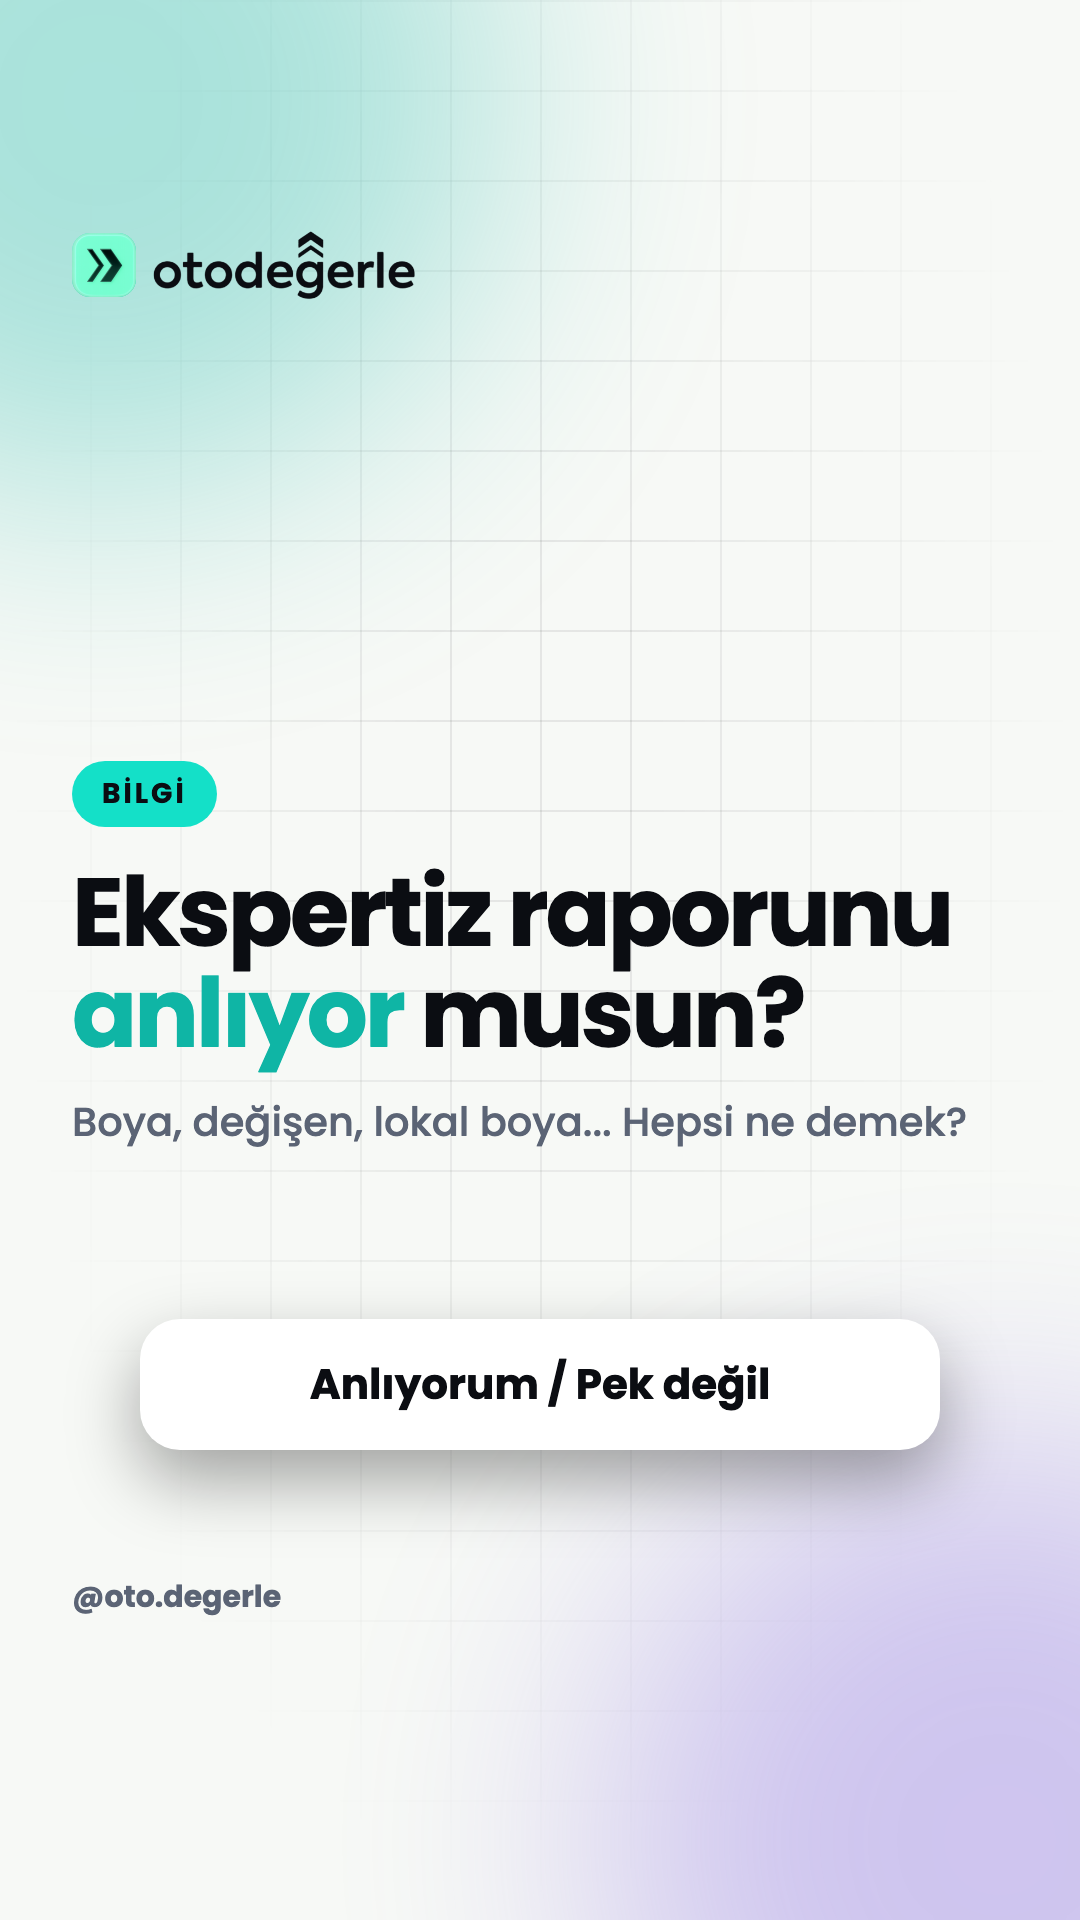 otodeğerle
BİLGİ
Ekspertiz raporunu
anlıyor musun?
Boya, değişen, lokal boya... Hepsi ne demek?
Anlıyorum / Pek değil
@oto.degerle